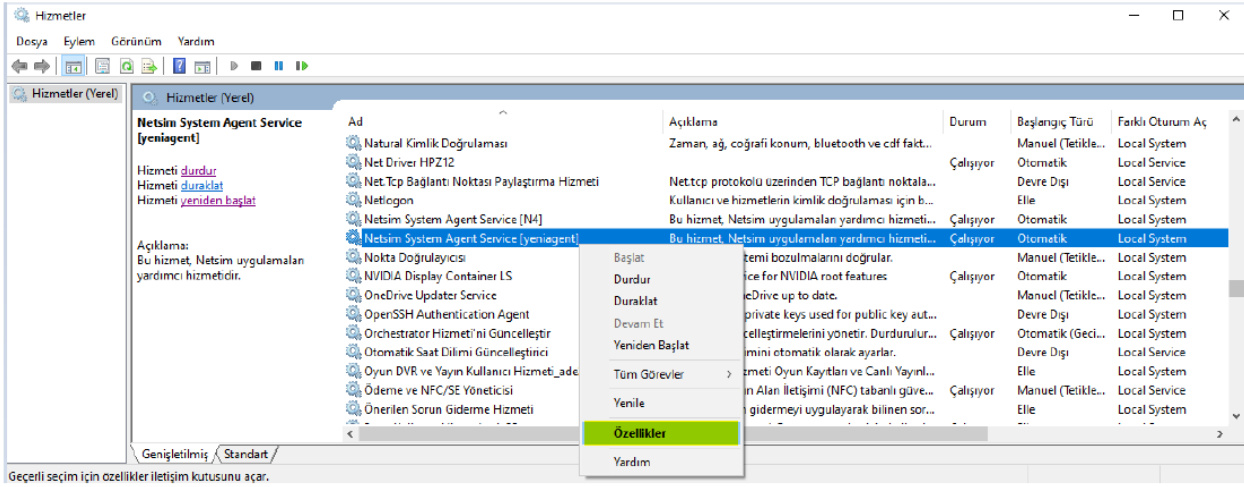 Hizmetler
Dosya Eylem Görünüm Yardım
Hizmetler (Yerel)
Hizmetler (Yerel)
Netsim System Agent Service
[yeniagent]
Hizmeti durdur
Hizmeti duraklat
Hizmeti yeniden başlat
Açıklama:
Bu hizmet, Netsim uygulamaları
yardımcı hizmetidir.
Ad Açıklama Durum Başlangıç Türü Farklı Oturum Aç
Natural Kimlik Doğrulaması Zaman, ağ, coğrafi konum, bluetooth ve cdf fakt... Manuel (Tetikle... Local System
Net Driver HPZ12 Çalışıyor Otomatik Local Service
Net.Tcp Bağlantı Noktası Paylaştırma Hizmeti Net.tcp protokolü üzerinden TCP bağlantı noktala... Devre Dışı Local Service
Netlogon Kullanıcı ve hizmetlerin kimlik doğrulaması için b... Elle Local System
Netsim System Agent Service [N4] Bu hizmet, Netsim uygulamaları yardımcı hizmeti... Çalışıyor Otomatik Local System
Netsim System Agent Service [yeniagent] Bu hizmet, Netsim uygulamaları yardımcı hizmeti... Çalışıyor Otomatik Local System
Nokta Doğrulayıcısı temi bozulmalarını doğrular. Manuel (Tetikle... Local System
NVIDIA Display Container LS ice for NVIDIA root features Çalışıyor Otomatik Local System
OneDrive Updater Service eDrive up to date. Manuel (Tetikle... Local System
OpenSSH Authentication Agent private keys used for public key aut... Devre Dışı Local System
Orchestrator Hizmeti'ni Güncelleştir celleştirmelerini yönetir. Durdurulur... Çalışıyor Otomatik (Geci... Local System
Otomatik Saat Dilimi Güncelleştirici imini otomatik olarak ayarlar. Devre Dışı Local Service
Oyun DVR ve Yayın Kullanıcı Hizmeti_ade zmeti Oyun Kayıtları ve Canlı Yayınl... Elle Local System
Ödeme ve NFC/SE Yöneticisi n Alan İletişimi (NFC) tabanlı güve... Çalışıyor Manuel (Tetikle... Local Service
Önerilen Sorun Giderme Hizmeti gidermeyi uygulayarak bilinen sor... Elle Local System
Başlat
Durdur
Duraklat
Devam Et
Yeniden Başlat
Tüm Görevler
Yenile
Özellikler
Yardım
Genişletilmiş Standart
Geçerli seçim için özellikler iletişim kutusunu açar.